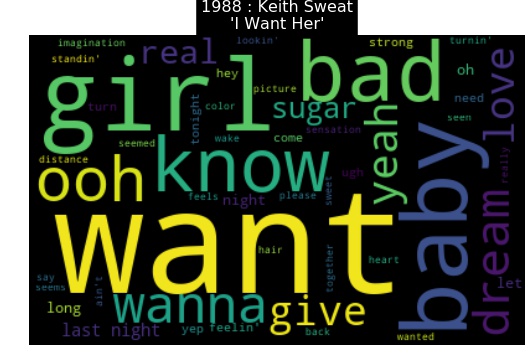 1988 : Keith Sweat
'I Want Her'
imagination
lookin'
strong
turnin'
standin'
real
hey
girl
bad
oh
love
picture
need
turn
color
sugar
tonight
seen
seemed
wake
come
sensation
yeah
distance
know
ooh
ugh
really
feels
night
please
sweet
baby
dream
want
hair
heart
together
say
seems
ain't
let
long
wanna
give
last night
yep
feelin'
back
wanted